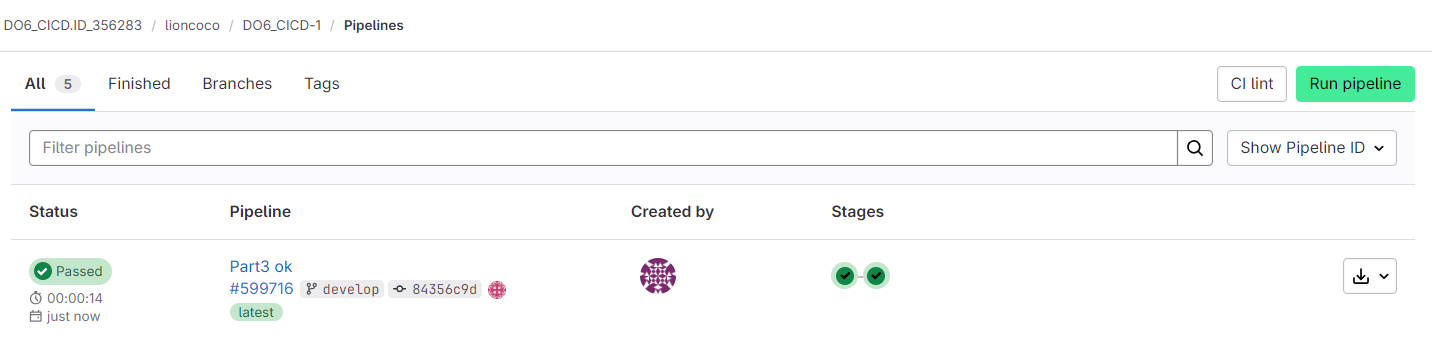 DO6_CICD.ID_356283 / lioncoco / DO6_CICD-1 / Pipelines
All 5 Finished Branches Tags CI lint Run pipeline
Filter pipelines Show Pipeline ID
Status Pipeline Created by Stages
Passed Part3 ok
00:00:14 #599716 develop 84356c9d
just now latest